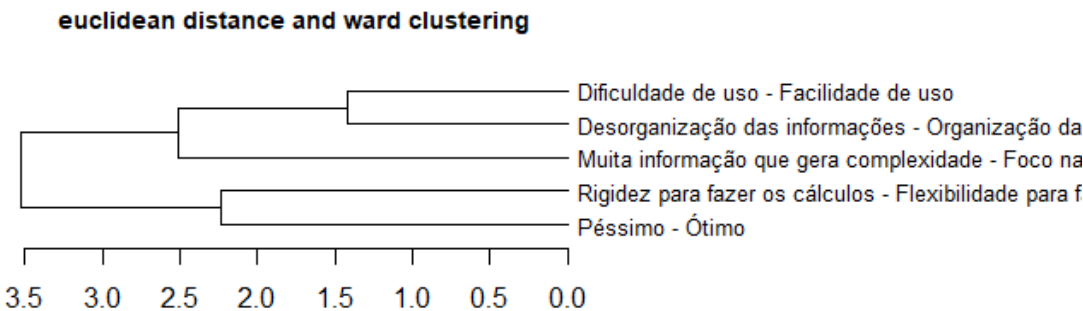 euclidean distance and ward clustering
Dificuldade de uso - Facilidade de uso
Desorganização das informações - Organização da
Muita informação que gera complexidade - Foco na
Rigidez para fazer os cálculos - Flexibilidade para f
Péssimo - Ótimo
3.5 3.0 2.5 2.0 1.5 1.0 0.5 0.0